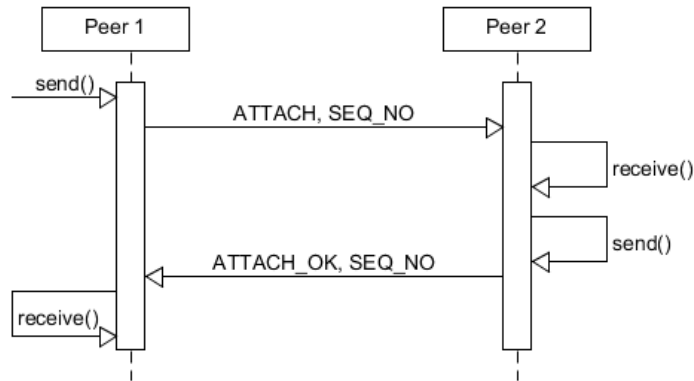 Peer 1
Peer 2
send()
ATTACH, SEQ_NO
receive()
send()
ATTACH_OK, SEQ_NO
receive()